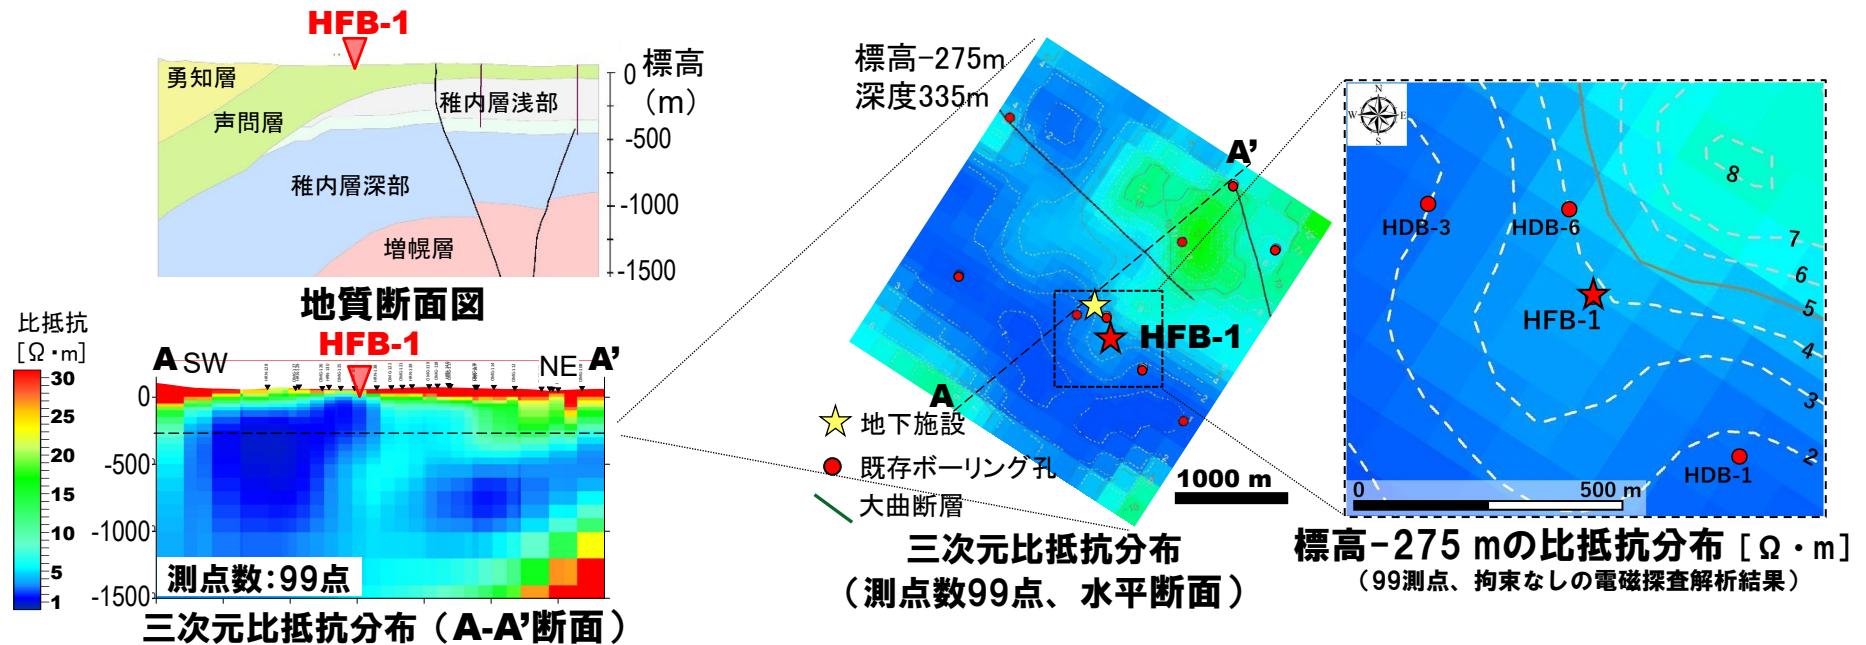 HFB-1
勇知層
声問層
稚内層浅部
稚内層深部
増幌層
0 標高
（m）
-500
-1000
-1500
地質断面図
比抵抗
[Ω・m]
30
25
20
15
10
5
1
A SW
HFB-1
NE A’
0
-500
-1000
-1500
測点数：99点
三次元比抵抗分布（A-A’断面）
標高-275m
深度335m
A’
HFB-1
A
地下施設
既存ボーリング孔
大曲断層
1000 m
三次元比抵抗分布
（測点数99点、水平断面）
N
W E
S
8
HDB-3
HDB-6
7
6
5
HFB-1
4
3
2
HDB-1
0 500 m
標高-275 mの比抵抗分布［Ω・m］
（99測点、拘束なしの電磁探査解析結果）